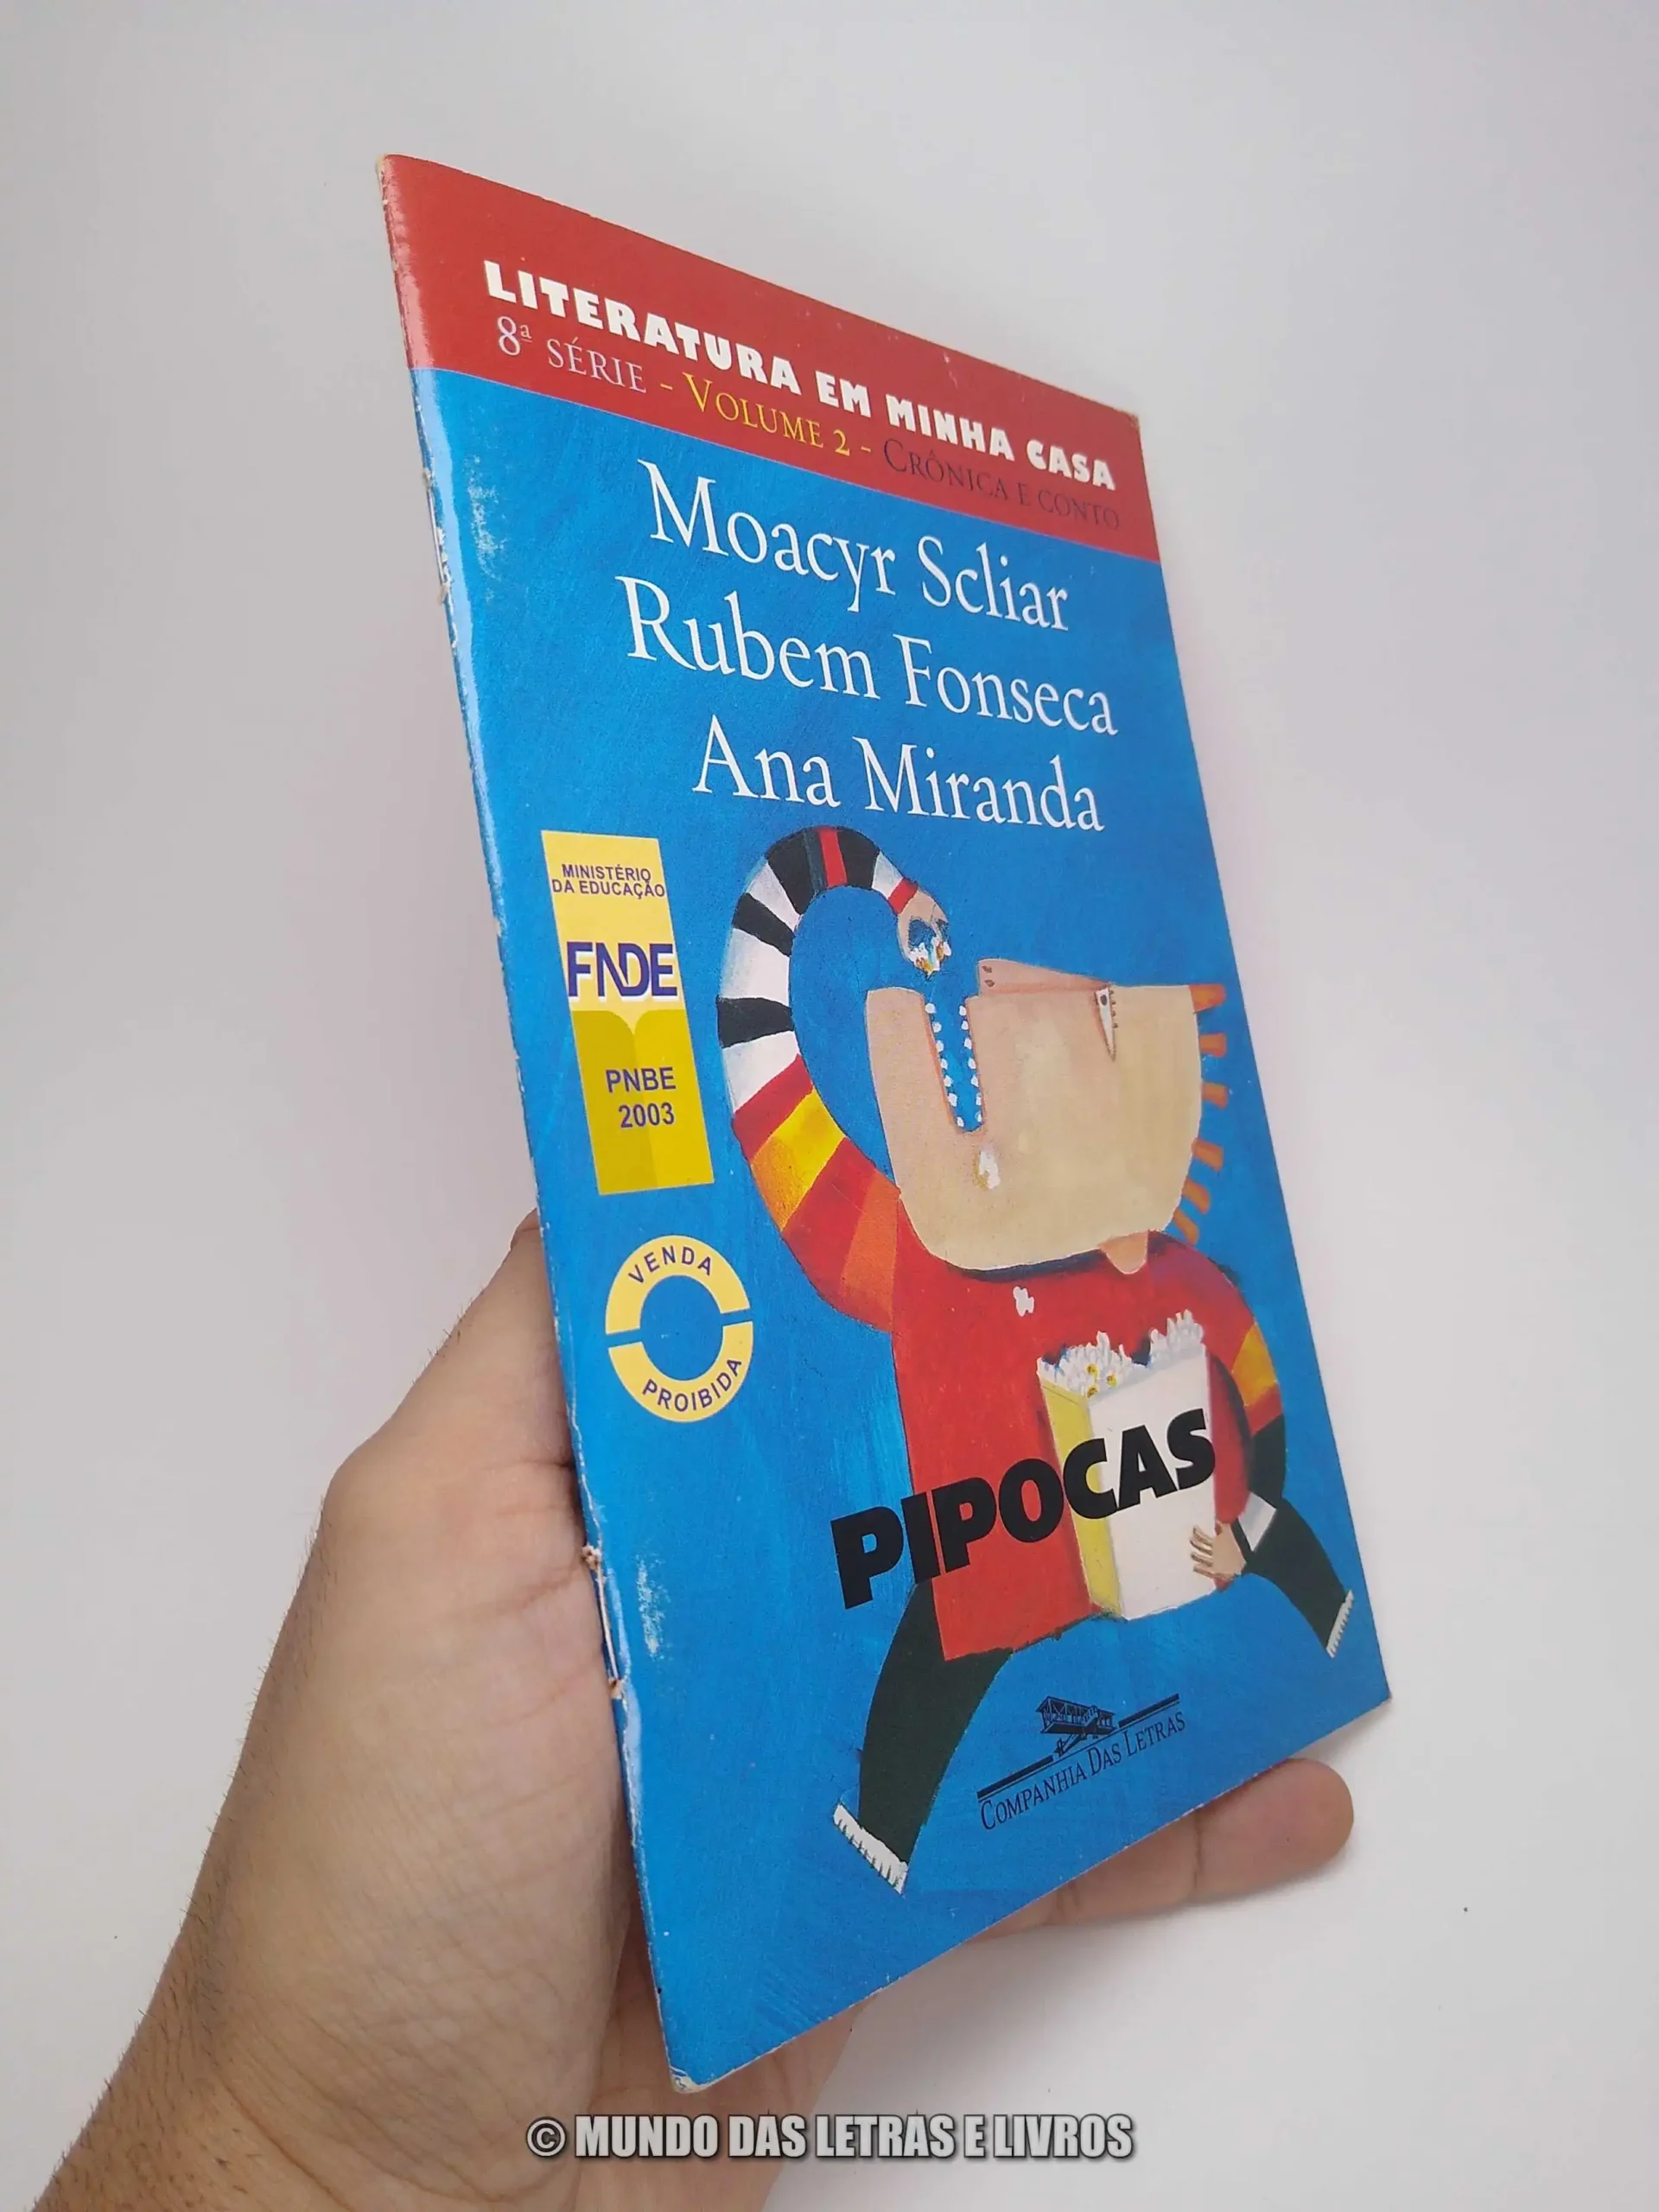 LITERATURA EM MINHA CASA
8ª SÉRIE - VOLUME 2 - CRÔNICA E CONTO
Moacyr Scliar
Rubem Fonseca
Ana Miranda
MINISTÉRIO
DA EDUCAÇÃO
FNDE
PNBE
2003
VENDA
PROIBIDA
PIPOCAS
COMPANHIA DAS LETRAS
© MUNDO DAS LETRAS E LIVROS